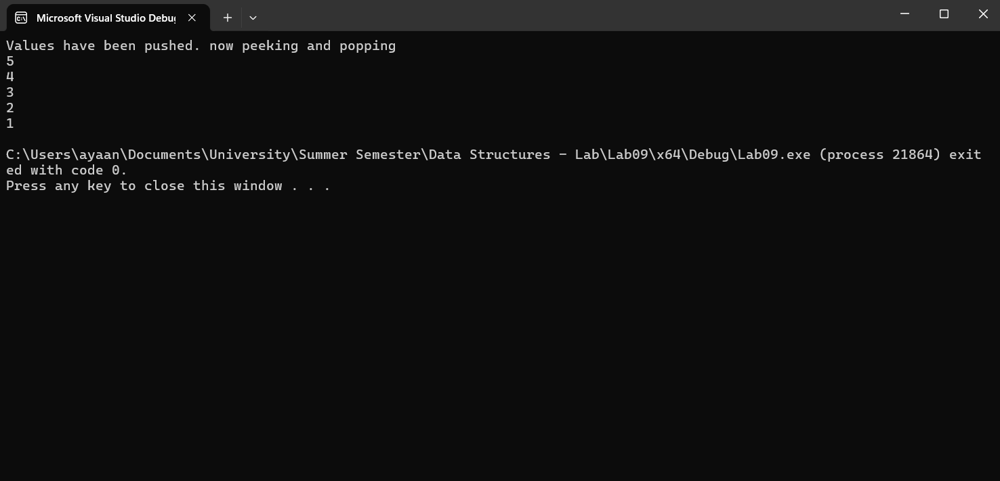 Microsoft Visual Studio Debug
Values have been pushed. now peeking and popping
5
4
3
2
1
C:\Users\ayaan\Documents\University\Summer Semester\Data Structures - Lab\Lab09\x64\Debug\Lab09.exe (process 21864) exit
ed with code 0.
Press any key to close this window . . .